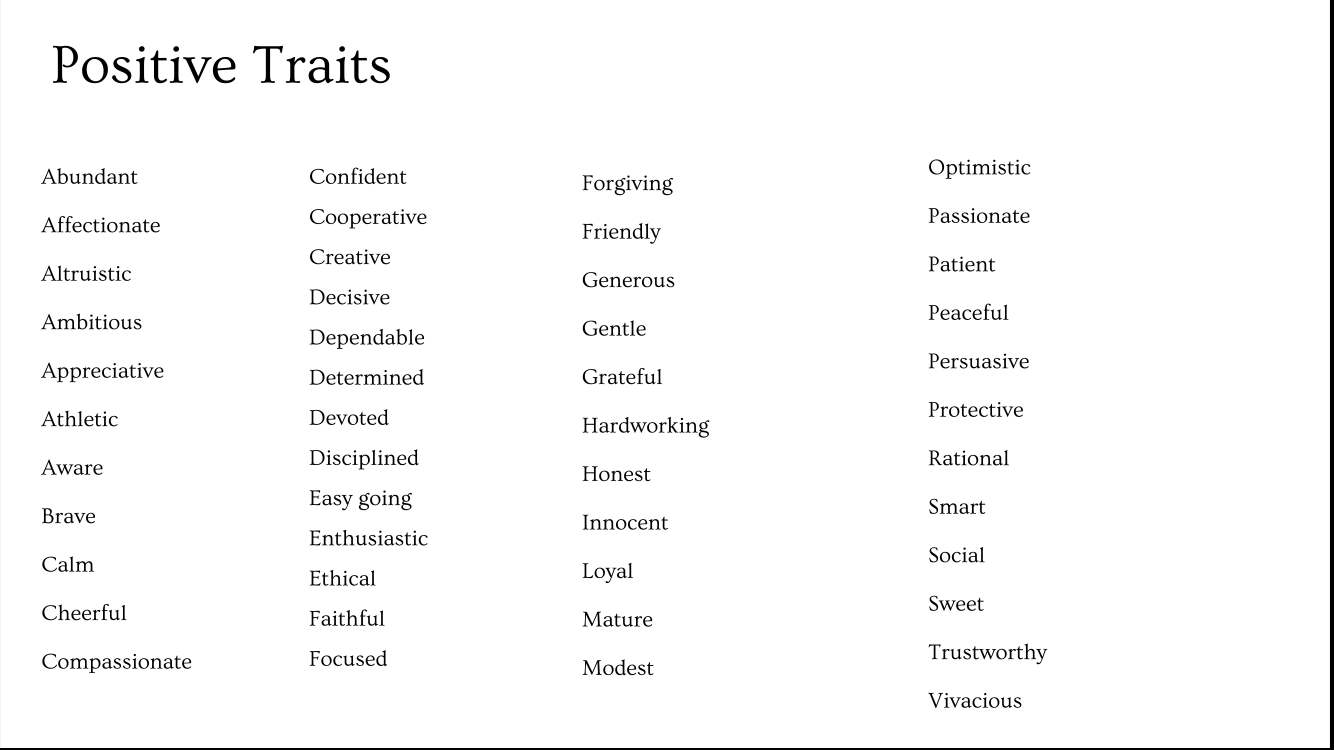 Positive Traits
Abundant
Affectionate
Altruistic
Ambitious
Appreciative
Athletic
Aware
Brave
Calm
Cheerful
Compassionate
Confident
Cooperative
Creative
Decisive
Dependable
Determined
Devoted
Disciplined
Easy going
Enthusiastic
Ethical
Faithful
Focused
Forgiving
Friendly
Generous
Gentle
Grateful
Hardworking
Honest
Innocent
Loyal
Mature
Modest
Optimistic
Passionate
Patient
Peaceful
Persuasive
Protective
Rational
Smart
Social
Sweet
Trustworthy
Vivacious